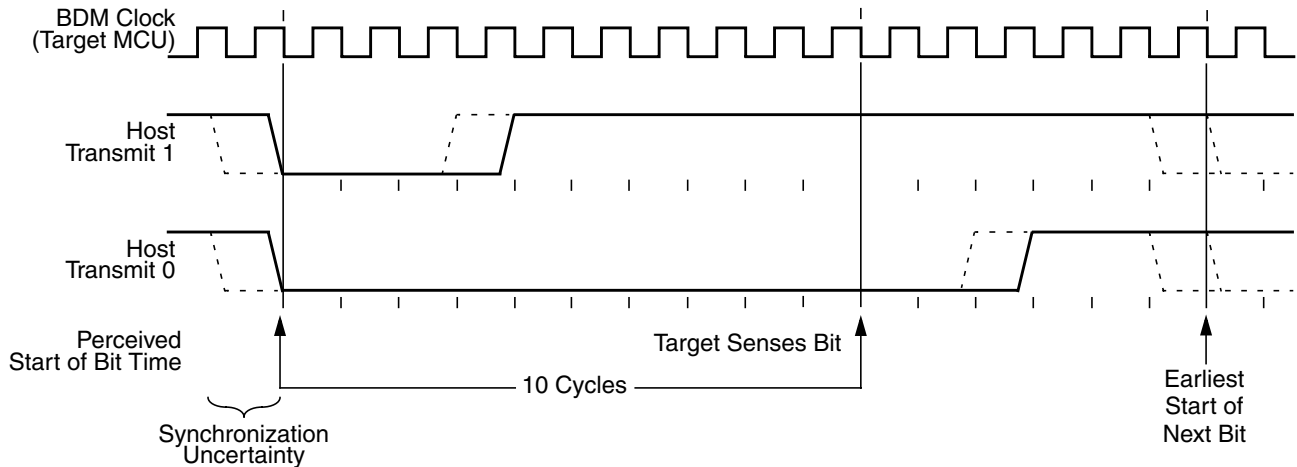 BDM Clock
(Target MCU)
Host
Transmit 1
Host
Transmit 0
Perceived
Start of Bit Time
Target Senses Bit
10 Cycles
Earliest
Start of
Next Bit
Synchronization
Uncertainty